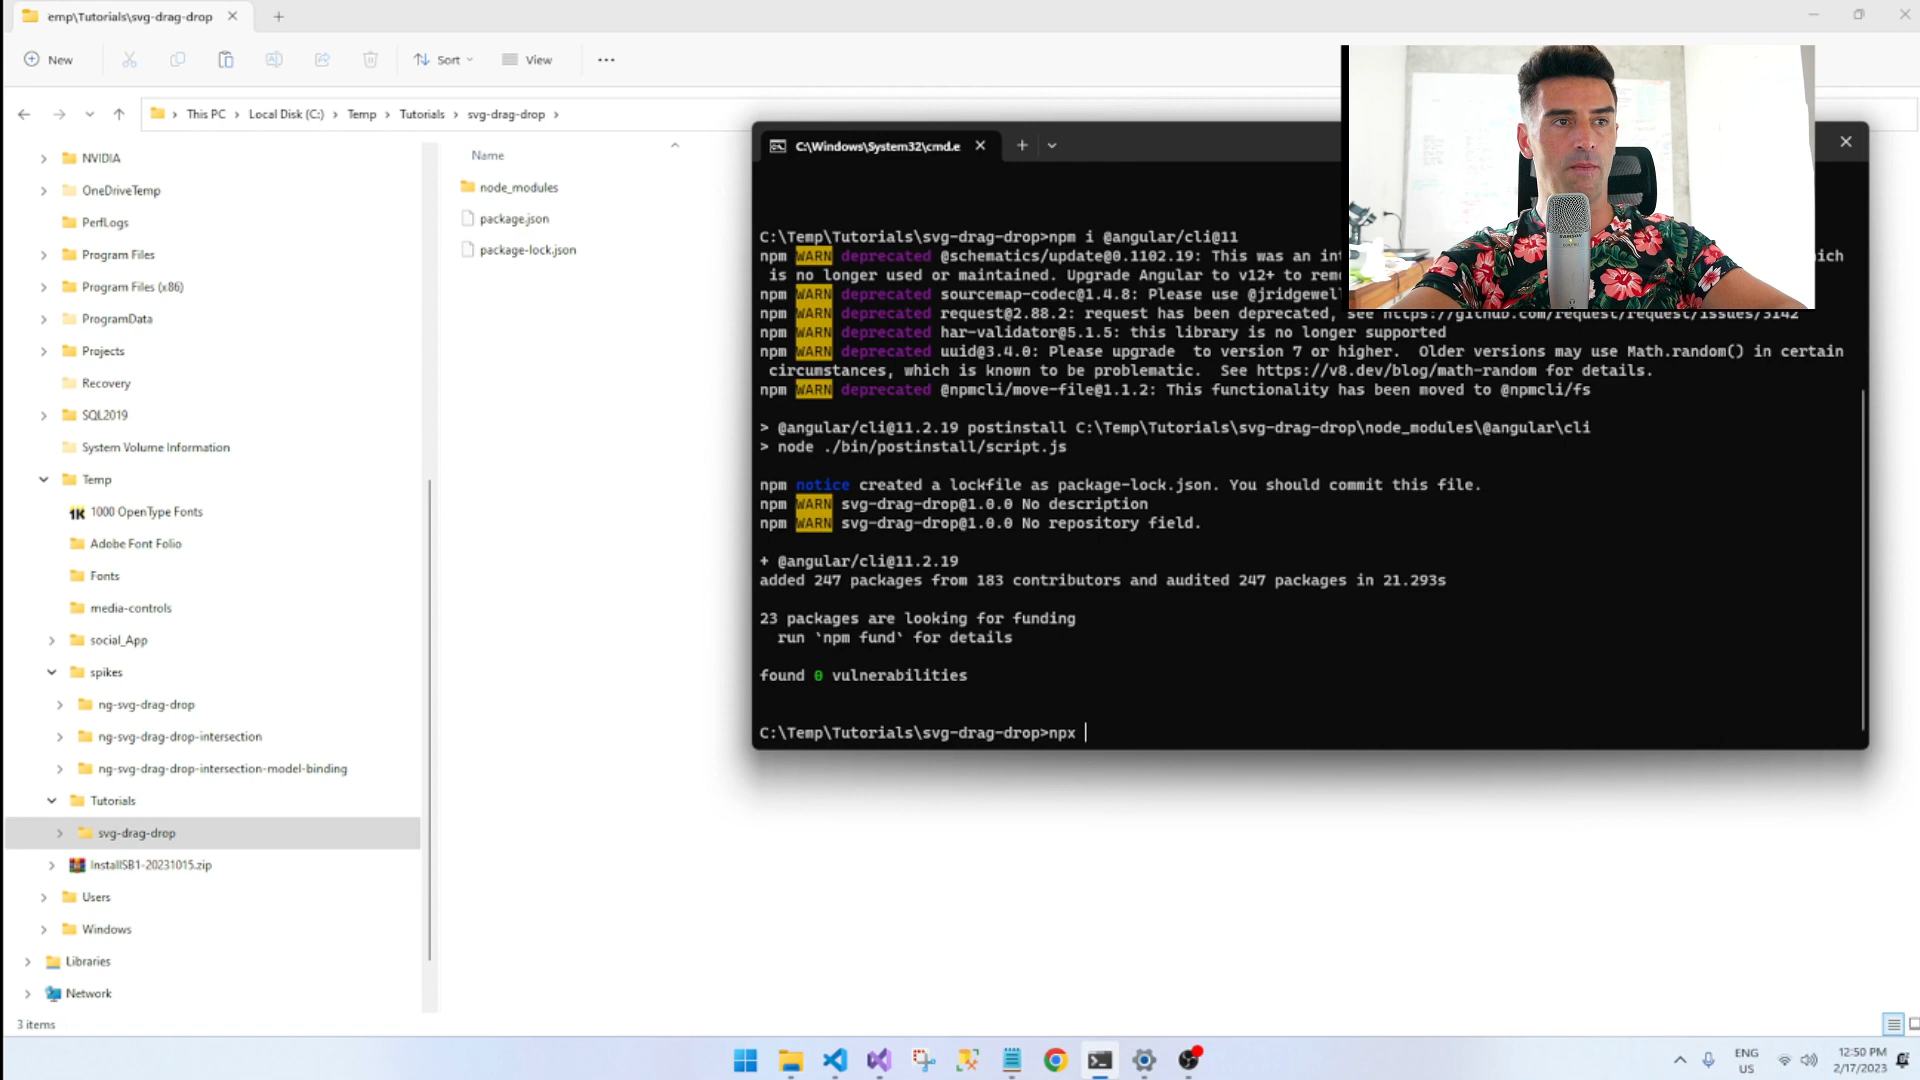 emp\Tutorials\svg-drag-drop
New
Sort
View
This PC > Local Disk (C:) > Temp > Tutorials > svg-drag-drop >
NVIDIA
OneDriveTemp
PerfLogs
Program Files
Program Files (x86)
ProgramData
Projects
Recovery
SQL2019
System Volume Information
Temp
1K 1000 OpenType Fonts
Adobe Font Folio
Fonts
media-controls
social_App
spikes
ng-svg-drag-drop
ng-svg-drag-drop-intersection
ng-svg-drag-drop-intersection-model-binding
Tutorials
svg-drag-drop
InstallSB1-20231015.zip
Users
Windows
Libraries
Network
3 items
Name
node_modules
package.json
package-lock.json
C:\Windows\System32\cmd.e
C:\Temp\Tutorials\svg-drag-drop>npm i @angular/cli@11
npm WARN deprecated @schematics/update@0.1102.19: This was an int hich
is no longer used or maintained. Upgrade Angular to v12+ to rem
npm WARN deprecated sourcemap-codec@1.4.8: Please use @jridgewel
npm WARN deprecated request@2.88.2: request has been deprecated, see https://github.com/request/request/issues/3142
npm WARN deprecated har-validator@5.1.5: this library is no longer supported
npm WARN deprecated uuid@3.4.0: Please upgrade  to version 7 or higher.  Older versions may use Math.random() in certain
circumstances, which is known to be problematic.  See https://v8.dev/blog/math-random for details.
npm WARN deprecated @npmcli/move-file@1.1.2: This functionality has been moved to @npmcli/fs
> @angular/cli@11.2.19 postinstall C:\Temp\Tutorials\svg-drag-drop\node_modules\@angular\cli
> node ./bin/postinstall/script.js
npm notice created a lockfile as package-lock.json. You should commit this file.
npm WARN svg-drag-drop@1.0.0 No description
npm WARN svg-drag-drop@1.0.0 No repository field.
+ @angular/cli@11.2.19
added 247 packages from 183 contributors and audited 247 packages in 21.293s
23 packages are looking for funding
run `npm fund` for details
found 0 vulnerabilities
C:\Temp\Tutorials\svg-drag-drop>npx
SAMSON
ENG
US
12:50 PM
2/17/2023